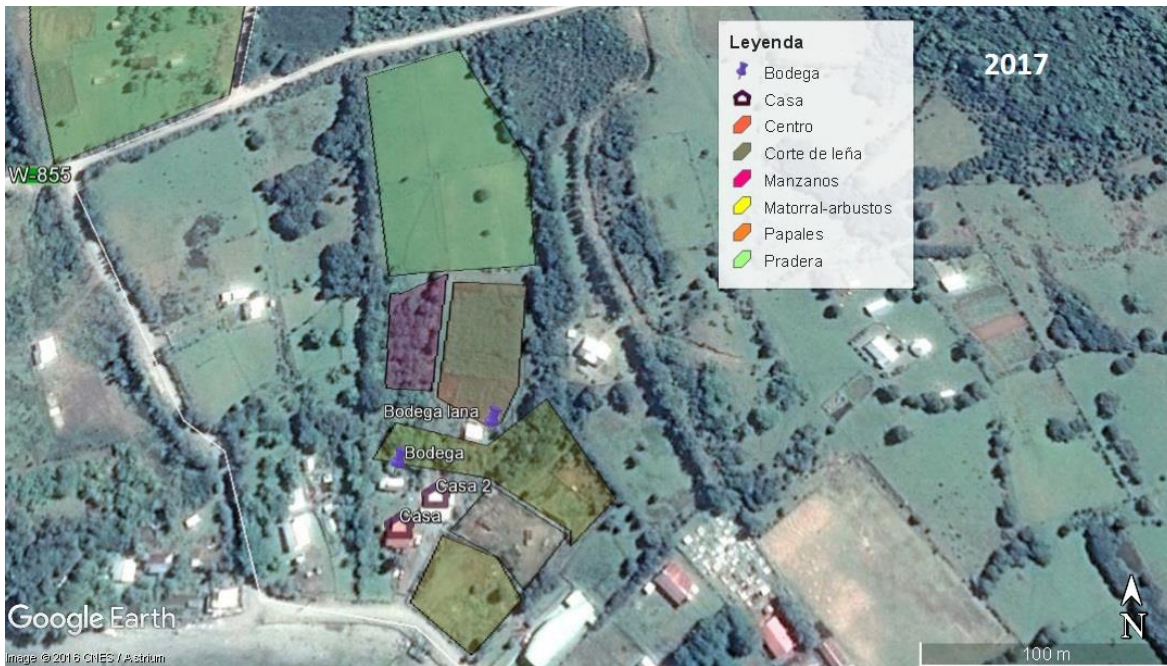 Leyenda
Bodega
Casa
Centro
Corte de leña
Manzanos
Matorral-arbustos
Papales
Pradera
2017
W-855
Bodega lana
Bodega
Casa 2
Casa
Google Earth
Image © 2016 CNES / Astrium
N
100 m